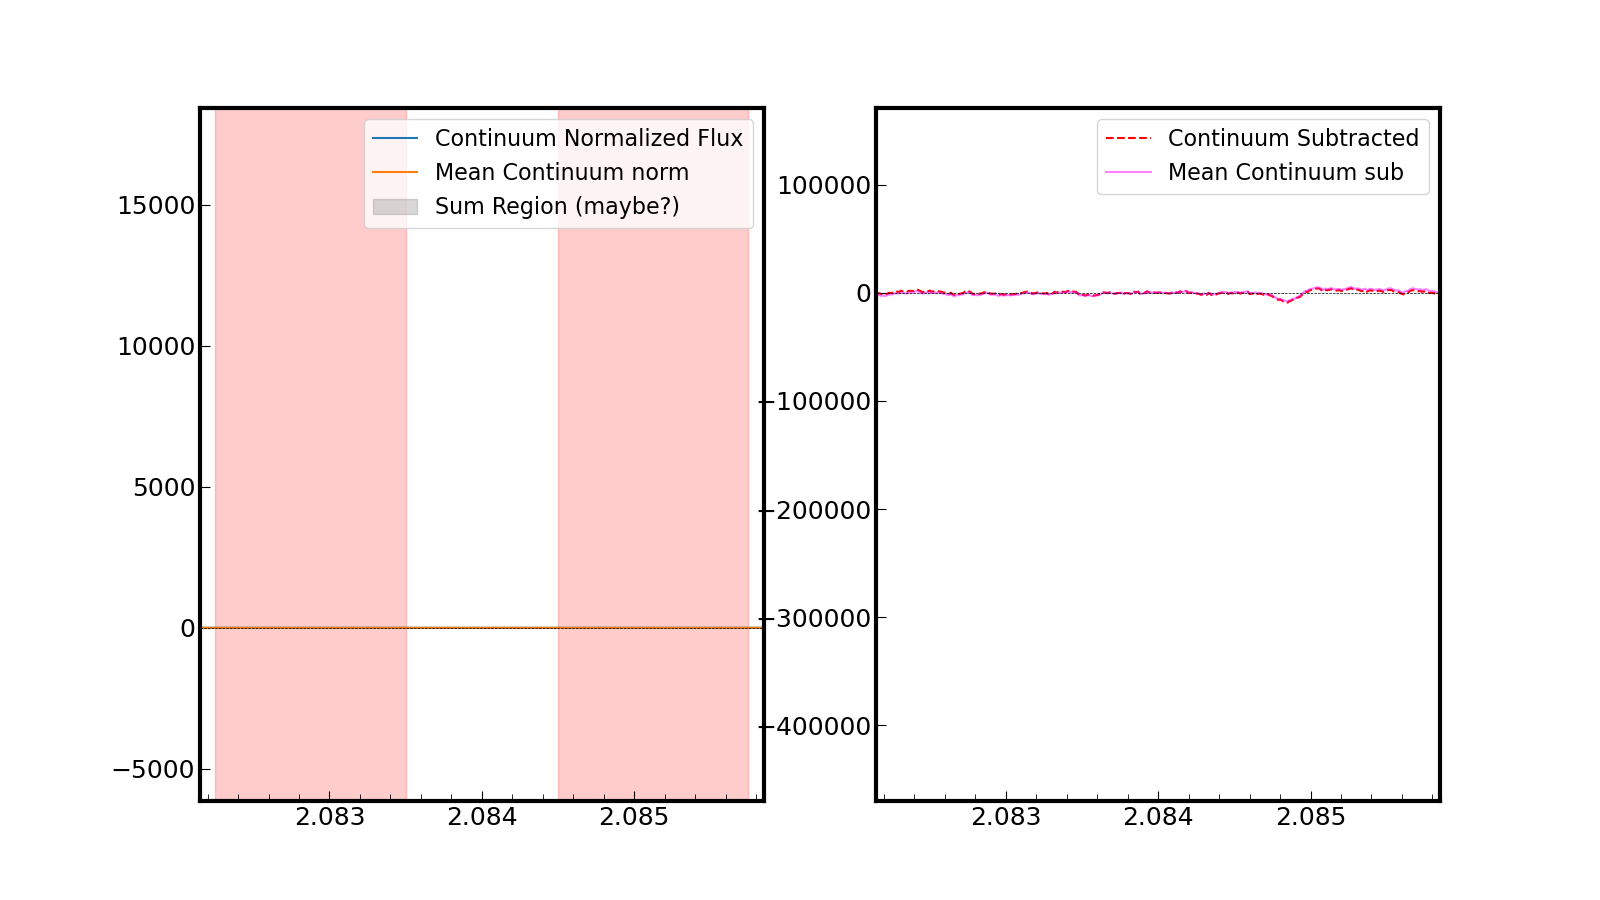 Continuum Normalized Flux
Mean Continuum norm
Sum Region (maybe?)
15000
10000
5000
0
−5000
2.083 2.084 2.085
Continuum Subtracted
Mean Continuum sub
100000
0
−100000
−200000
−300000
−400000
2.083 2.084 2.085